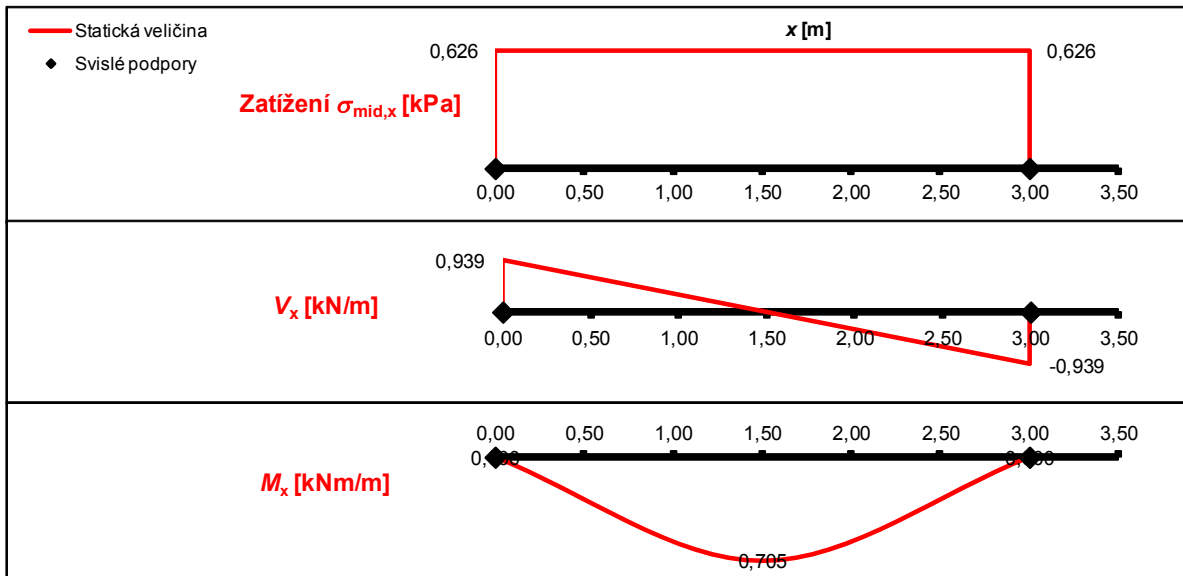 Statická veličina
Svislé podpory
x [m]
0,626 0,626
Zatížení σmid,x [kPa]
0,00 0,50 1,00 1,50 2,00 2,50 3,00 3,50
0,939
Vx [kN/m]
0,00 0,50 1,00 1,50 2,00 2,50 3,00 3,50
-0,939
0,00 0,50 1,00 1,50 2,00 2,50 3,00 3,50
Mx [kNm/m]
0,705